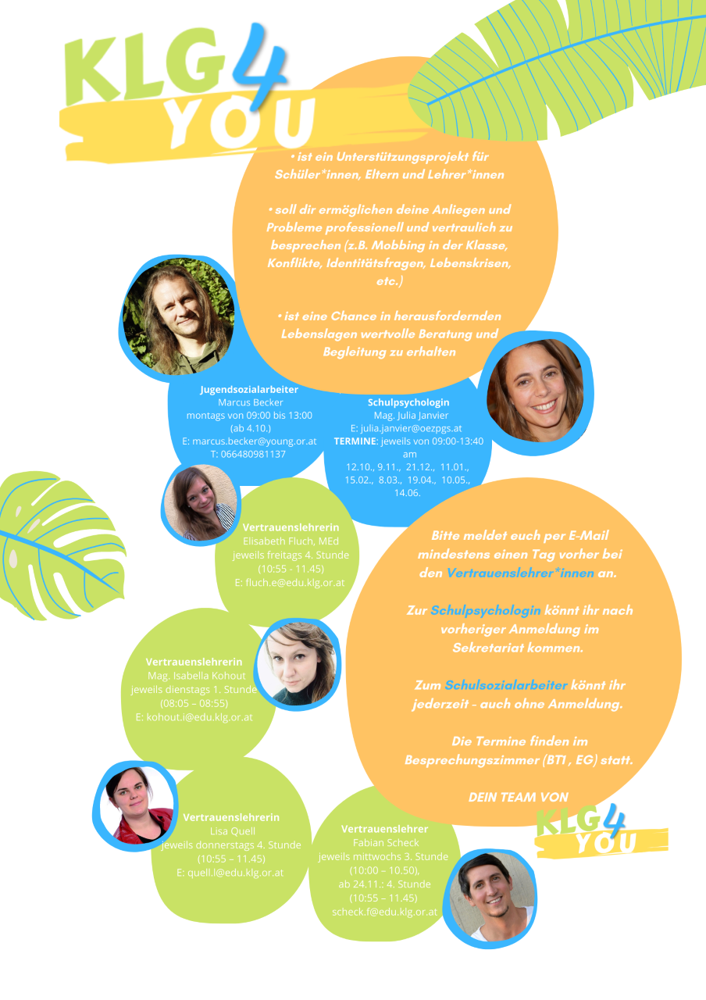 KLG4
YOU
• ist ein Unterstützungsprojekt für
Schüler*innen, Eltern und Lehrer*innen
• soll dir ermöglichen deine Anliegen und
Probleme professionell und vertraulich zu
besprechen (z.B. Mobbing in der Klasse,
Konflikte, Identitätsfragen, Lebenskrisen,
etc.)
• ist eine Chance in herausfordernden
Lebenslagen wertvolle Beratung und
Begleitung zu erhalten
Jugendsozialarbeiter
Marcus Becker
montags von 09:00 bis 13:00
(ab 4.10.)
E: marcus.becker@young.or.at
T: 066480981137
Schulpsychologin
Mag. Julia Janvier
E: julia.janvier@oezpgs.at
TERMINE: jeweils von 09:00-13:40
am
12.10., 9.11., 21.12., 11.01.,
15.02., 8.03., 19.04., 10.05.,
14.06.
Vertrauenslehrerin
Elisabeth Fluch, MEd
jeweils freitags 4. Stunde
(10:55 - 11.45)
E: fluch.e@edu.klg.or.at
Vertrauenslehrerin
Mag. Isabella Kohout
jeweils dienstags 1. Stunde
(08:05 – 08:55)
E: kohout.i@edu.klg.or.at
Vertrauenslehrerin
Lisa Quell
jeweils donnerstags 4. Stunde
(10:55 – 11.45)
E: quell.l@edu.klg.or.at
Vertrauenslehrer
Fabian Scheck
jeweils mittwochs 3. Stunde
(10:00 – 10.50),
ab 24.11.: 4. Stunde
(10:55 – 11.45)
scheck.f@edu.klg.or.at
Bitte meldet euch per E-Mail
mindestens einen Tag vorher bei
den Vertrauenslehrer*innen an.
Zur Schulpsychologin könnt ihr nach
vorheriger Anmeldung im
Sekretariat kommen.
Zum Schulsozialarbeiter könnt ihr
jederzeit - auch ohne Anmeldung.
Die Termine finden im
Besprechungszimmer (BTI , EG) statt.
DEIN TEAM VON
KLG4
YOU